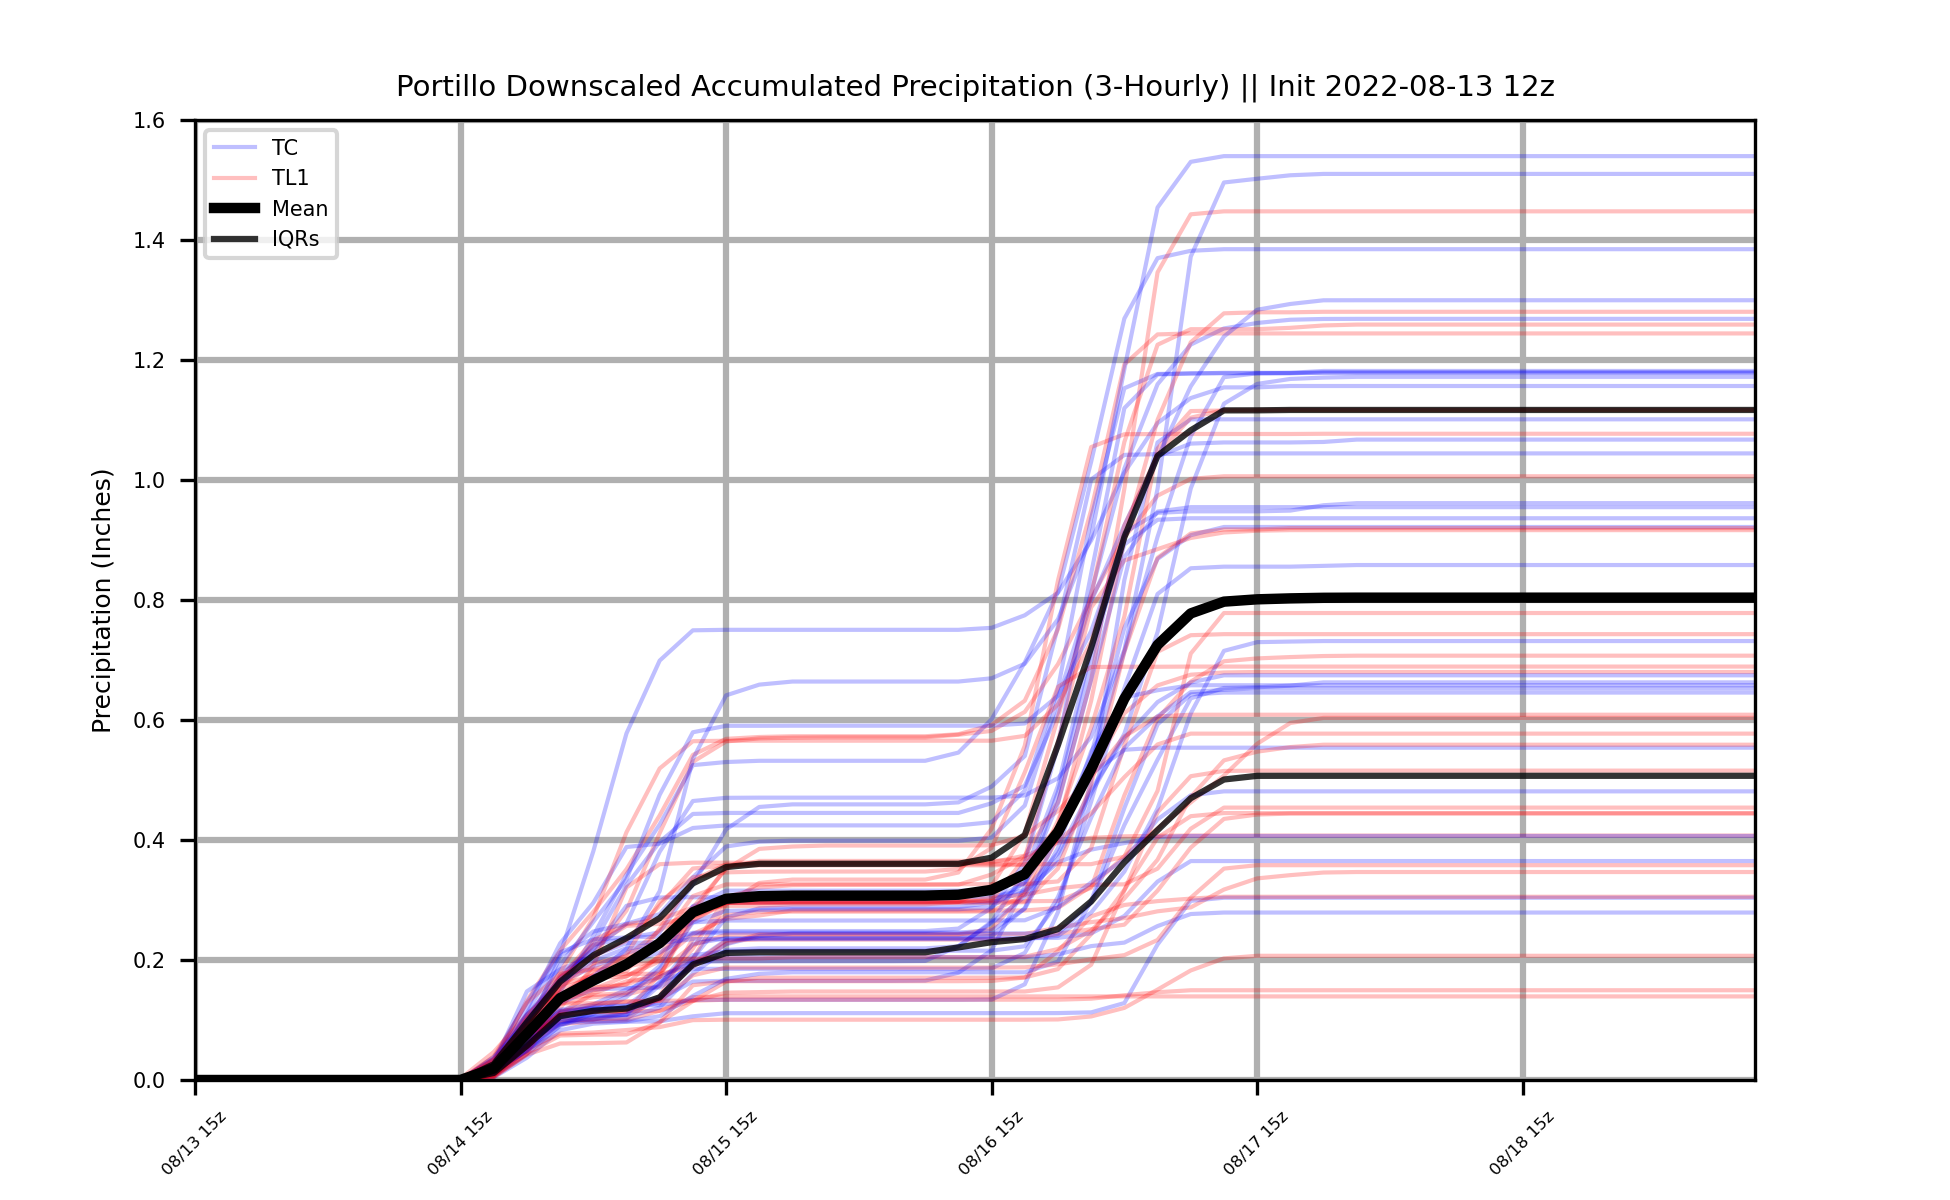 Portillo Downscaled Accumulated Precipitation (3-Hourly) || Init 2022-08-13 12z
1.6
1.4
1.2
1.0
0.8
0.6
0.4
0.2
0.0
Precipitation (Inches)
TC
TL1
Mean
IQRs
08/13 15z
08/14 15z
08/15 15z
08/16 15z
08/17 15z
08/18 15z